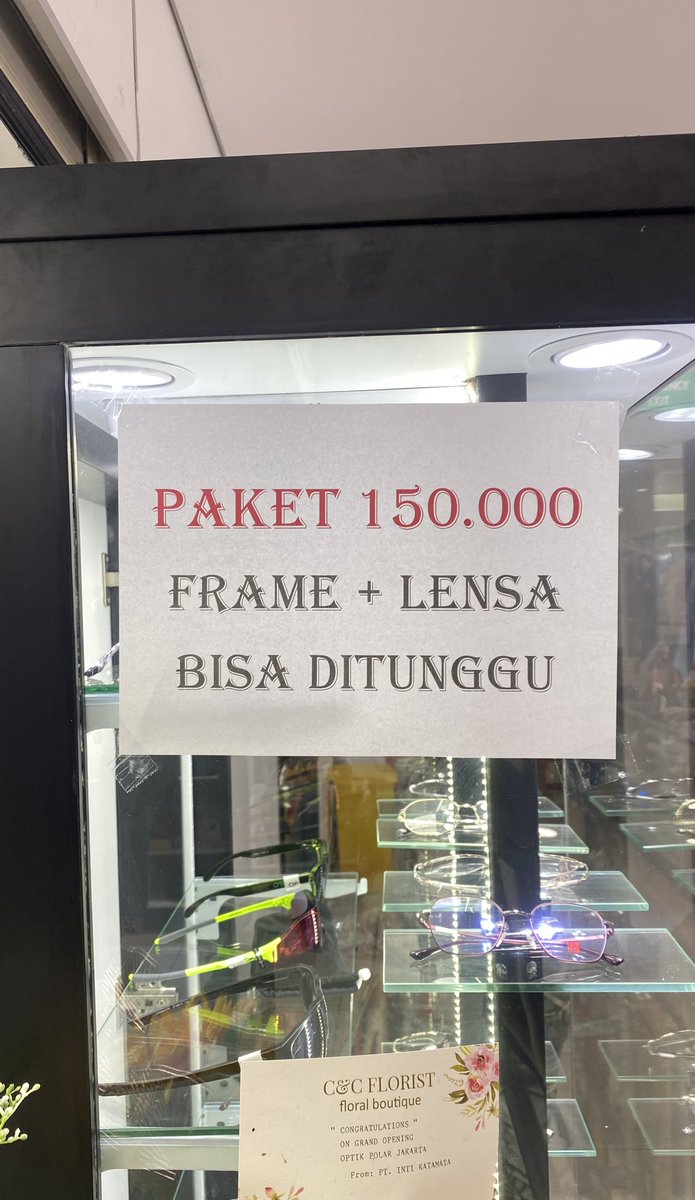 PAKET 150.000
FRAME + LENSA
BISA DITUNGGU
C&C FLORIST
floral boutique
" CONGRATULATIONS "
ON GRAND OPENING
OPTIK POLAR JAKARTA
From: PT. INTI KATAMATA